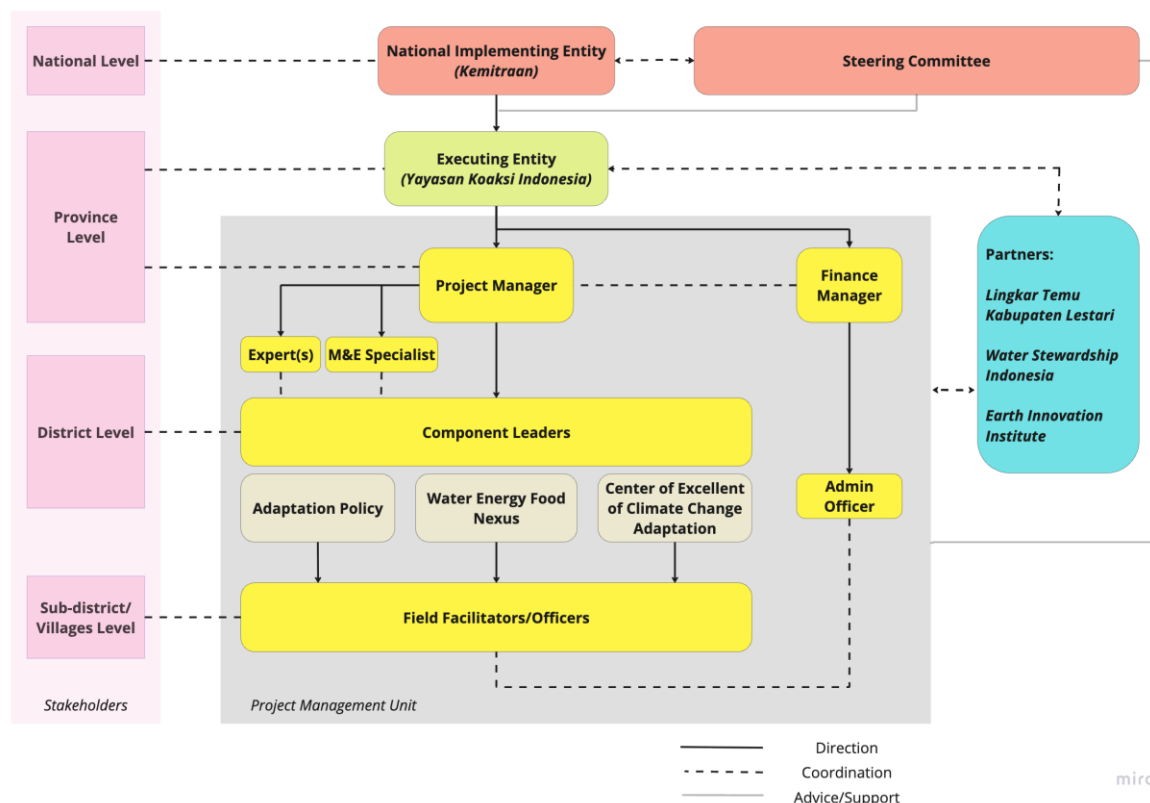 National Level
National Implementing Entity
(Kemitraan)
Steering Committee
Province
Level
Executing Entity
(Yayasan Koaksi Indonesia)
Project Manager
Finance
Manager
Partners:
Lingkar Temu
Kabupaten Lestari
Water Stewardship
Indonesia
Earth Innovation
Institute
Expert(s)
M&E Specialist
District Level
Component Leaders
Adaptation Policy
Water Energy Food
Nexus
Center of Excellent
of Climate Change
Adaptation
Admin
Officer
Sub-district/
Villages Level
Field Facilitators/Officers
Stakeholders
Project Management Unit
Direction
Coordination
Advice/Support